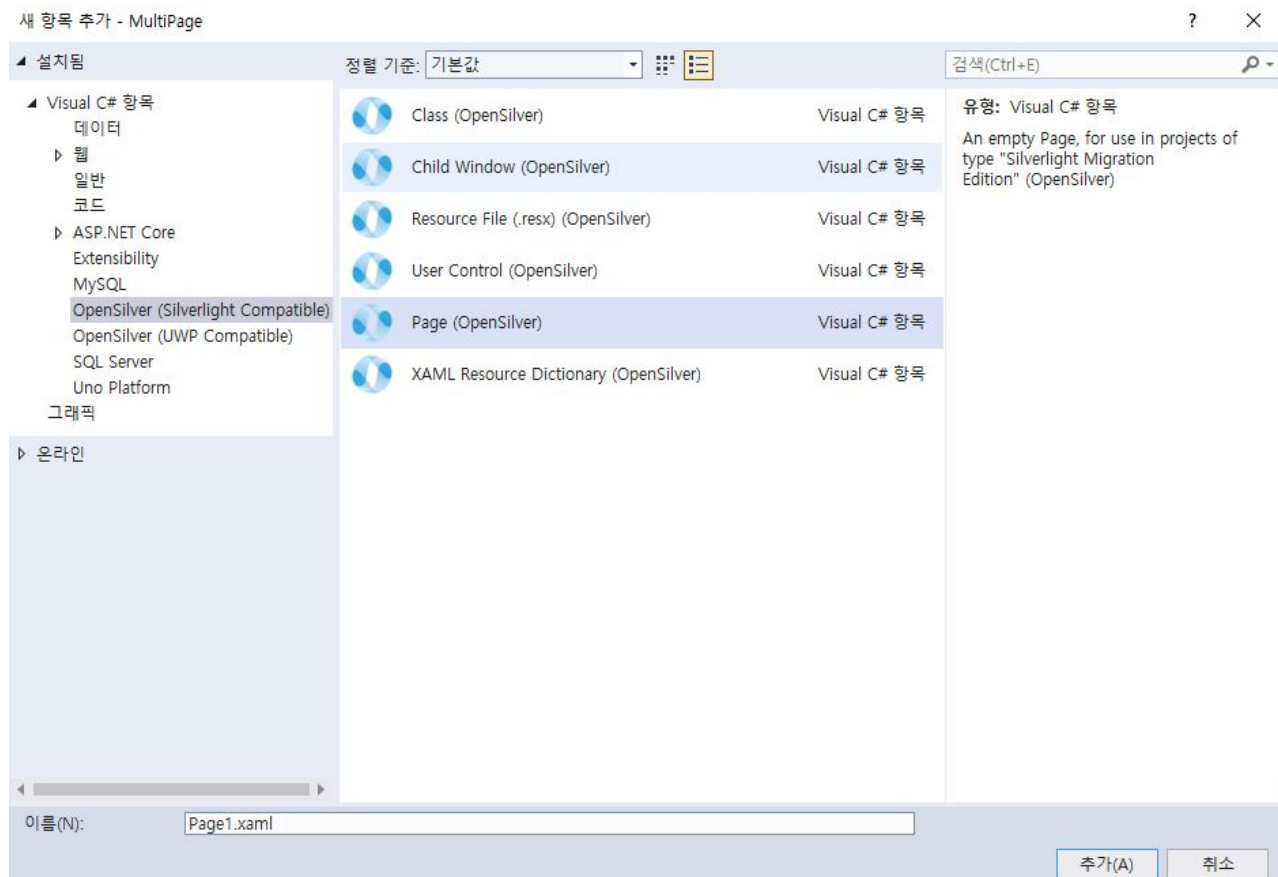 새 항목 추가 - MultiPage
?
설치됨
Visual C# 항목
데이터
웹
일반
코드
ASP.NET Core
Extensibility
MySQL
OpenSilver (Silverlight Compatible)
OpenSilver (UWP Compatible)
SQL Server
Uno Platform
그래픽
온라인
정렬 기준: 기본값
Class (OpenSilver) Visual C# 항목
Child Window (OpenSilver) Visual C# 항목
Resource File (.resx) (OpenSilver) Visual C# 항목
User Control (OpenSilver) Visual C# 항목
Page (OpenSilver) Visual C# 항목
XAML Resource Dictionary (OpenSilver) Visual C# 항목
검색(Ctrl+E)
유형: Visual C# 항목
An empty Page, for use in projects of
type "Silverlight Migration
Edition" (OpenSilver)
이름(N): Page1.xaml
추가(A) 취소